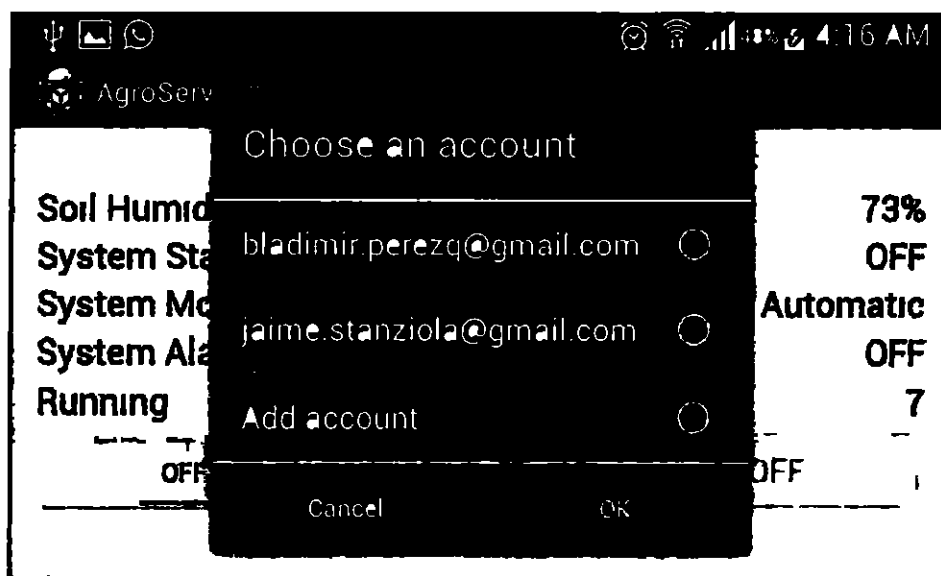 48% 4:16 AM
AgroServ
Choose an account
Soil Humid 73%
bladimir.perezq@gmail.com
System Sta OFF
System Mo Automatic
jaime.stanziola@gmail.com
System Ala OFF
Running 7
Add account
OFF OFF
Cancel OK